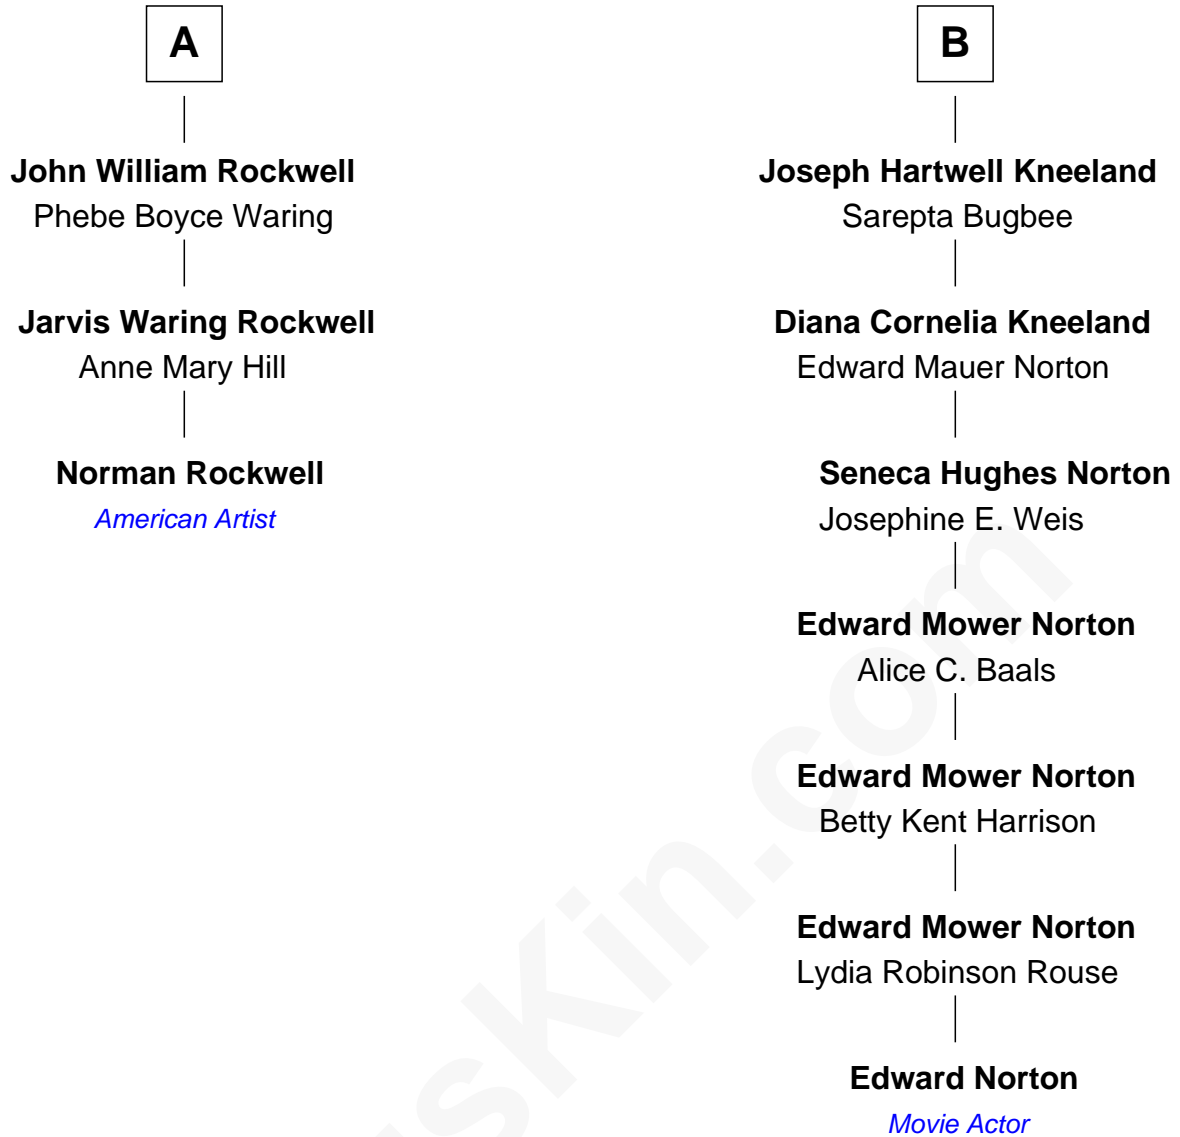 A
John William Rockwell
Phebe Boyce Waring
Jarvis Waring Rockwell
Anne Mary Hill
Norman Rockwell
American Artist
B
Joseph Hartwell Kneeland
Sarepta Bugbee
Diana Cornelia Kneeland
Edward Mauer Norton
Seneca Hughes Norton
Josephine E. Weis
Edward Mower Norton
Alice C. Baals
Edward Mower Norton
Betty Kent Harrison
Edward Mower Norton
Lydia Robinson Rouse
Edward Norton
Movie Actor